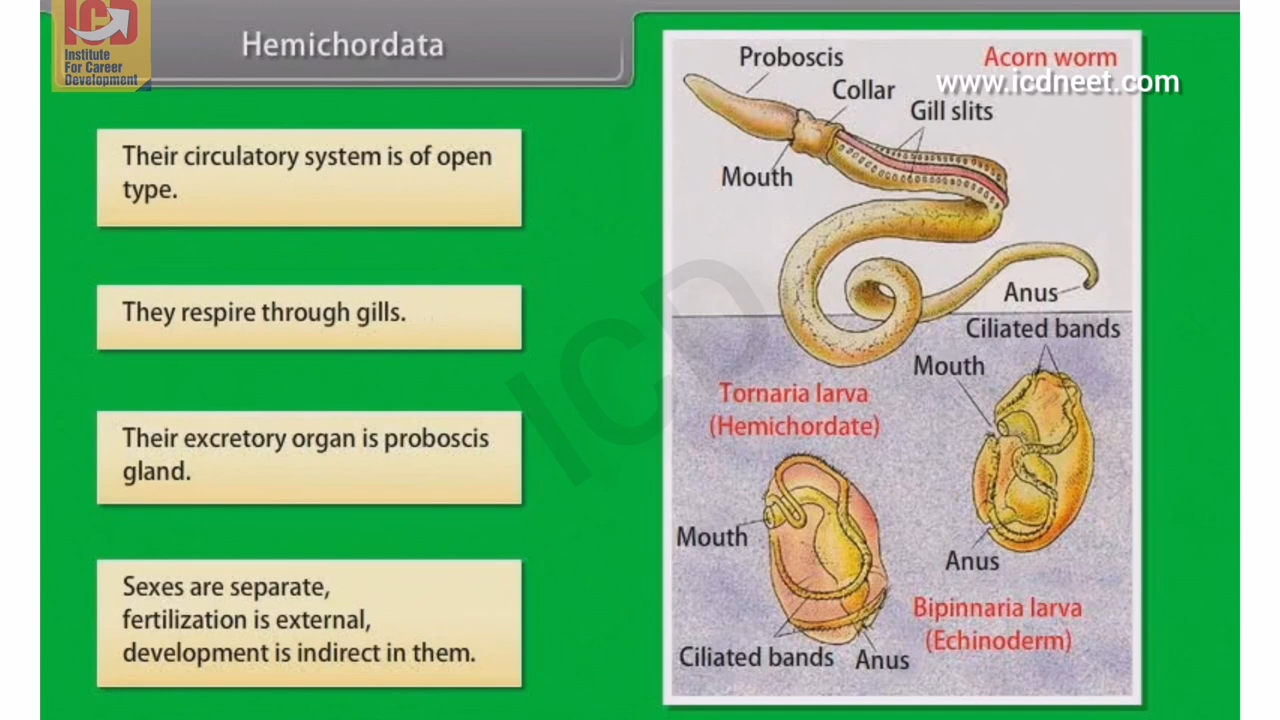 ICD
Institute
For Career
Development
Hemichordata
Their circulatory system is of open
type.
They respire through gills.
Their excretory organ is proboscis
gland.
Sexes are separate,
fertilization is external,
development is indirect in them.
Proboscis
Acorn worm
www.icdneet.com
Collar
Gill slits
Mouth
Anus
Ciliated bands
Mouth
Tornaria larva
(Hemichordate)
Mouth
Anus
Bipinnaria larva
(Echinoderm)
Ciliated bands
Anus
ICD